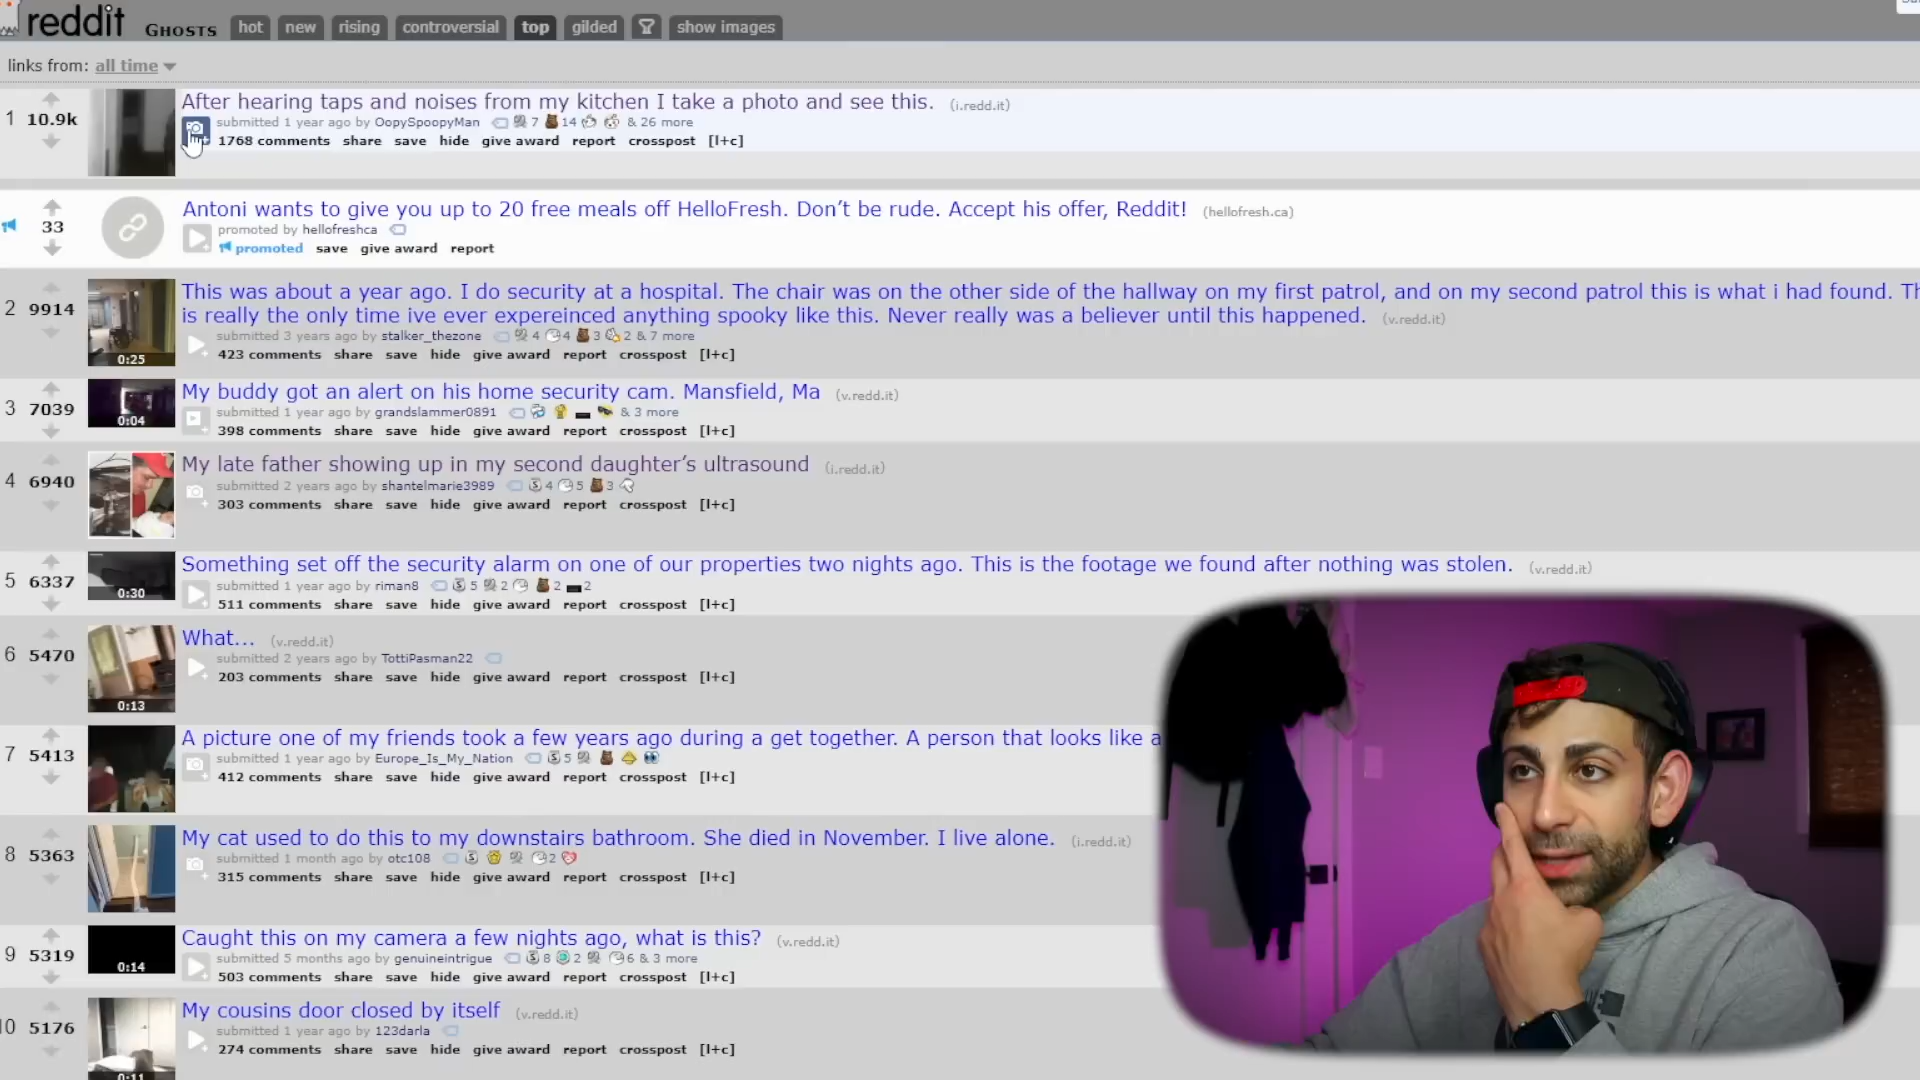 reddit GHOSTS hot new rising controversial top gilded show images
links from: all time
1 10.9k After hearing taps and noises from my kitchen I take a photo and see this. (i.redd.it)
submitted 1 year ago by OopySpoopyMan 7 14 & 26 more
1768 comments share save hide give award report crosspost [l+c]
33 Antoni wants to give you up to 20 free meals off HelloFresh. Don't be rude. Accept his offer, Reddit! (hellofresh.ca)
promoted by hellofreshca
promoted save give award report
2 9914 This was about a year ago. I do security at a hospital. The chair was on the other side of the hallway on my first patrol, and on my second patrol this is what i had found. Th
is really the only time ive ever expereinced anything spooky like this. Never really was a believer until this happened. (v.redd.it)
submitted 3 years ago by stalker_thezone 4 4 3 2 & 7 more
0:25 423 comments share save hide give award report crosspost [l+c]
3 7039 My buddy got an alert on his home security cam. Mansfield, Ma (v.redd.it)
submitted 1 year ago by grandslammer0891 & 3 more
0:04 398 comments share save hide give award report crosspost [l+c]
4 6940 My late father showing up in my second daughter's ultrasound (i.redd.it)
submitted 2 years ago by shantelmarie3989 4 5 3
303 comments share save hide give award report crosspost [l+c]
5 6337 Something set off the security alarm on one of our properties two nights ago. This is the footage we found after nothing was stolen. (v.redd.it)
submitted 1 year ago by riman8 5 2 2 2
0:30 511 comments share save hide give award report crosspost [l+c]
6 5470 What... (v.redd.it)
submitted 2 years ago by TottiPasman22
203 comments share save hide give award report crosspost [l+c]
0:13
7 5413 A picture one of my friends took a few years ago during a get together. A person that looks like a
submitted 1 year ago by Europe_Is_My_Nation 5
412 comments share save hide give award report crosspost [l+c]
8 5363 My cat used to do this to my downstairs bathroom. She died in November. I live alone. (i.redd.it)
submitted 1 month ago by otc108 2
315 comments share save hide give award report crosspost [l+c]
9 5319 Caught this on my camera a few nights ago, what is this? (v.redd.it)
submitted 5 months ago by genuineintrigue 8 2 6 & 3 more
0:14 503 comments share save hide give award report crosspost [l+c]
10 5176 My cousins door closed by itself (v.redd.it)
submitted 1 year ago by 123darla
274 comments share save hide give award report crosspost [l+c]
0:11